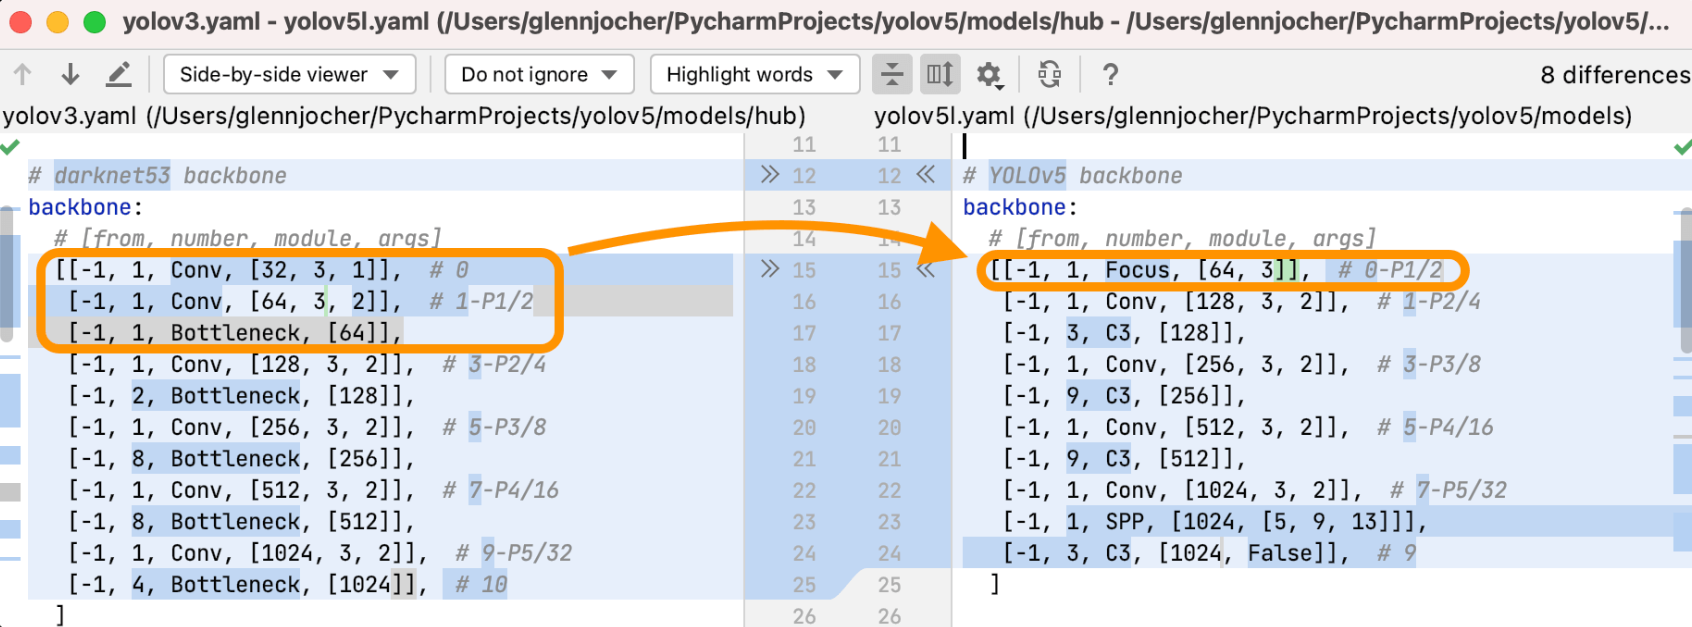 yolov3.yaml - yolov5l.yaml (/Users/glennjocher/PycharmProjects/yolov5/models/hub - /Users/glennjocher/PycharmProjects/yolov5/...
Side-by-side viewer Do not ignore Highlight words ? 8 differences
yolov3.yaml (/Users/glennjocher/PycharmProjects/yolov5/models/hub) yolov5l.yaml (/Users/glennjocher/PycharmProjects/yolov5/models)
11 11
# darknet53 backbone >> 12 12 << # YOLOv5 backbone
backbone: 13 13 backbone:
# [from, number, module, args] 14 14 # [from, number, module, args]
[[-1, 1, Conv, [32, 3, 1]], # 0 >> 15 15 << [[-1, 1, Focus, [64, 3]], # 0-P1/2
[-1, 1, Conv, [64, 3, 2]], # 1-P1/2 16 16 [-1, 1, Conv, [128, 3, 2]], # 1-P2/4
[-1, 1, Bottleneck, [64]], 17 17 [-1, 3, C3, [128]],
[-1, 1, Conv, [128, 3, 2]], # 3-P2/4 18 18 [-1, 1, Conv, [256, 3, 2]], # 3-P3/8
[-1, 2, Bottleneck, [128]], 19 19 [-1, 9, C3, [256]],
[-1, 1, Conv, [256, 3, 2]], # 5-P3/8 20 20 [-1, 1, Conv, [512, 3, 2]], # 5-P4/16
[-1, 8, Bottleneck, [256]], 21 21 [-1, 9, C3, [512]],
[-1, 1, Conv, [512, 3, 2]], # 7-P4/16 22 22 [-1, 1, Conv, [1024, 3, 2]], # 7-P5/32
[-1, 8, Bottleneck, [512]], 23 23 [-1, 1, SPP, [1024, [5, 9, 13]]],
[-1, 1, Conv, [1024, 3, 2]], # 9-P5/32 24 24 [-1, 3, C3, [1024, False]], # 9
[-1, 4, Bottleneck, [1024]], # 10 25 25 ]
] 26 26